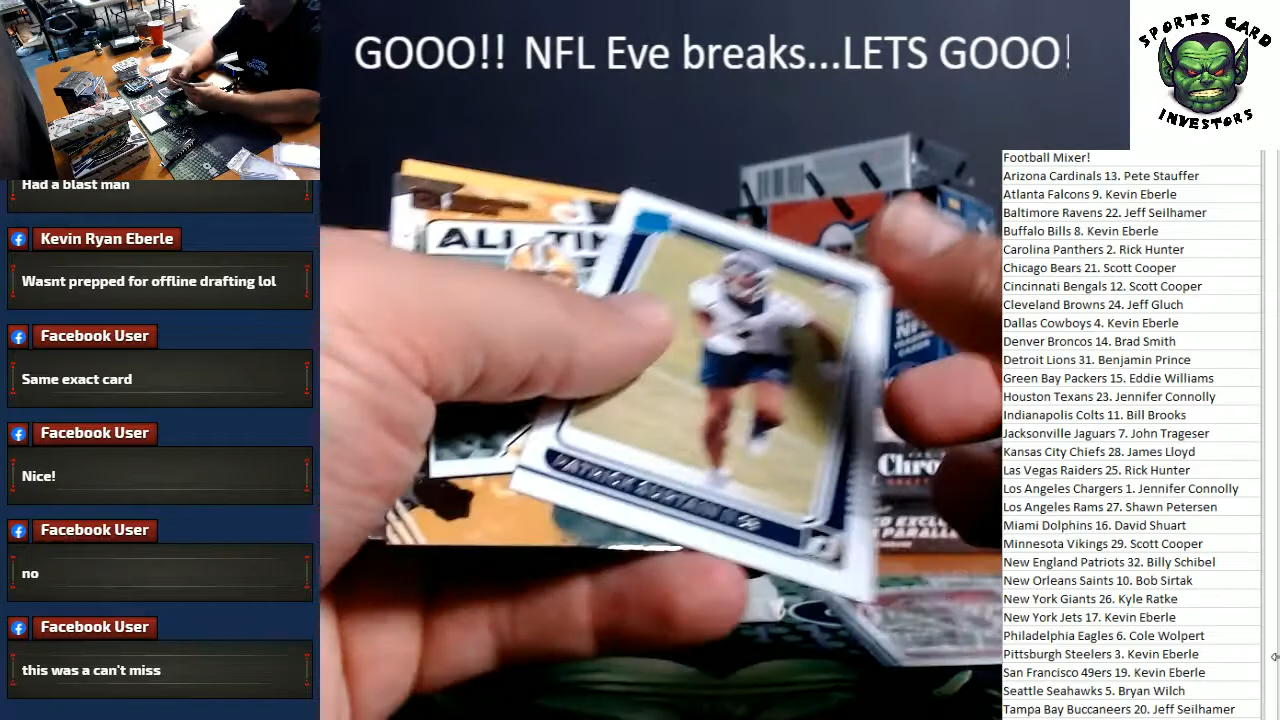 GOOO!! NFL Eve breaks...LETS GOOO!
SPORTS CARD
INVESTORS
Had a blast man
Kevin Ryan Eberle
Wasnt prepped for offline drafting lol
Facebook User
Same exact card
Facebook User
Nice!
Facebook User
no
Facebook User
this was a can't miss
ALL-TIM
PATRICK SURTAIN II
Chro
Football Mixer!
Arizona Cardinals 13. Pete Stauffer
Atlanta Falcons 9. Kevin Eberle
Baltimore Ravens 22. Jeff Seilhamer
Buffalo Bills 8. Kevin Eberle
Carolina Panthers 2. Rick Hunter
Chicago Bears 21. Scott Cooper
Cincinnati Bengals 12. Scott Cooper
Cleveland Browns 24. Jeff Gluch
Dallas Cowboys 4. Kevin Eberle
Denver Broncos 14. Brad Smith
Detroit Lions 31. Benjamin Prince
Green Bay Packers 15. Eddie Williams
Houston Texans 23. Jennifer Connolly
Indianapolis Colts 11. Bill Brooks
Jacksonville Jaguars 7. John Trageser
Kansas City Chiefs 28. James Lloyd
Las Vegas Raiders 25. Rick Hunter
Los Angeles Chargers 1. Jennifer Connolly
Los Angeles Rams 27. Shawn Petersen
Miami Dolphins 16. David Shuart
Minnesota Vikings 29. Scott Cooper
New England Patriots 32. Billy Schibel
New Orleans Saints 10. Bob Sirtak
New York Giants 26. Kyle Ratke
New York Jets 17. Kevin Eberle
Philadelphia Eagles 6. Cole Wolpert
Pittsburgh Steelers 3. Kevin Eberle
San Francisco 49ers 19. Kevin Eberle
Seattle Seahawks 5. Bryan Wilch
Tampa Bay Buccaneers 20. Jeff Seilhamer